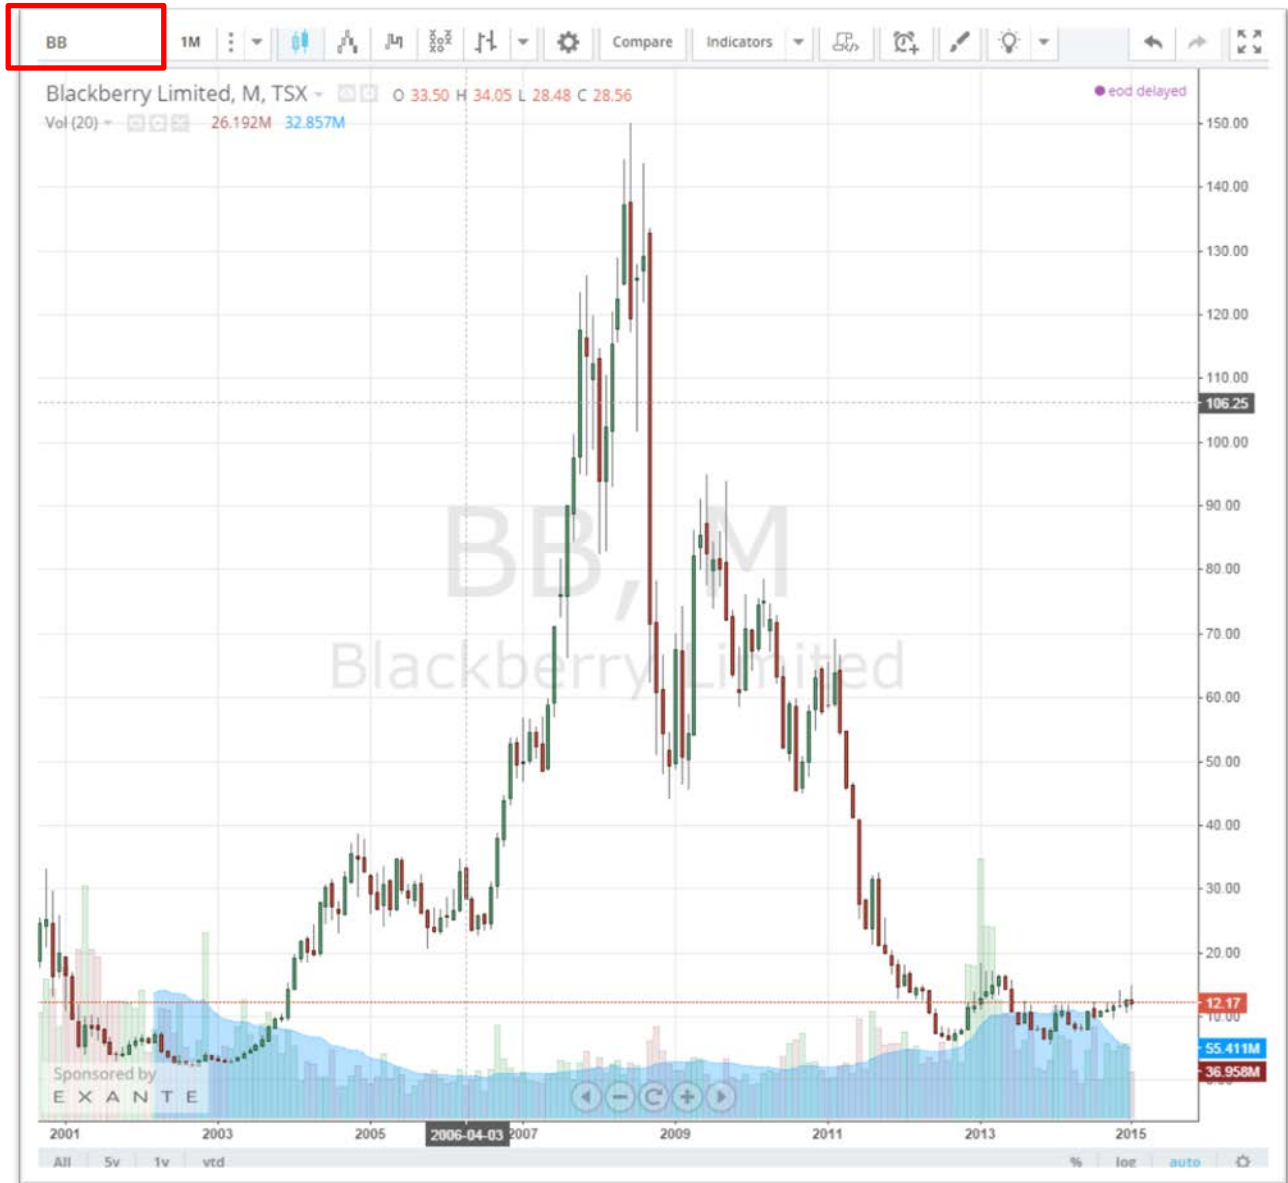 BB 1M Compare Indicators
Blackberry Limited, M, TSX O 33.50 H 34.05 L 28.48 C 28.56 eod delayed
Vol (20) 26.192M 32.857M
150.00
140.00
130.00
120.00
110.00
106.25
100.00
90.00
BB, M
80.00
70.00
Blackberry Limited
60.00
50.00
40.00
30.00
20.00
12.17
10.00
55.411M
36.958M
Sponsored by
EXANTE
2001 2003 2005 2006-04-03 2007 2009 2011 2013 2015
All 5y 1y ytd % log auto